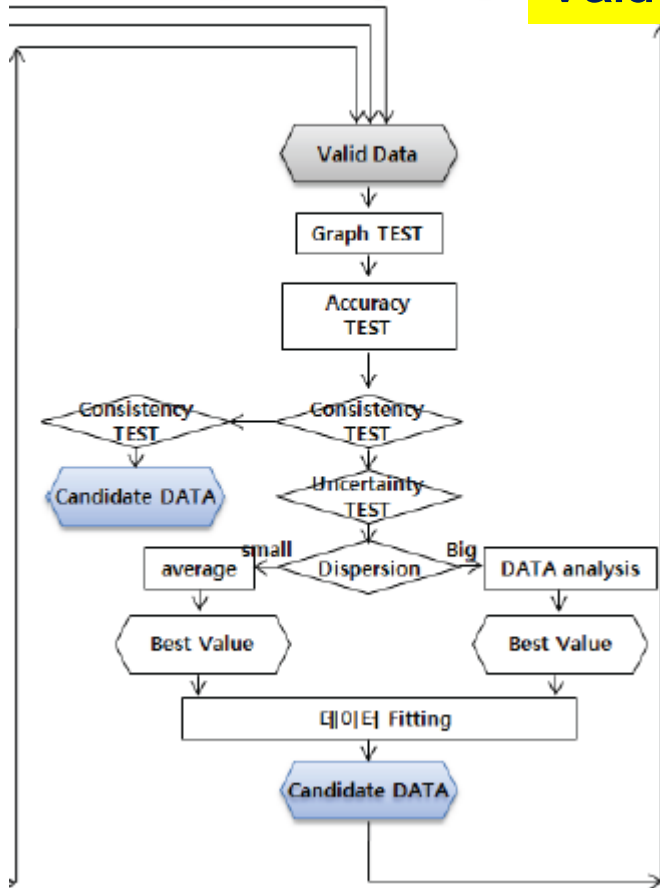 Valid Data
Graph TEST
Accuracy
TEST
Consistency
TEST
Consistency
TEST
Candidate DATA
Uncertainty
TEST
small
Big
average
Dispersion
DATA analysis
Best Value
Best Value
데이터 Fitting
Candidate DATA